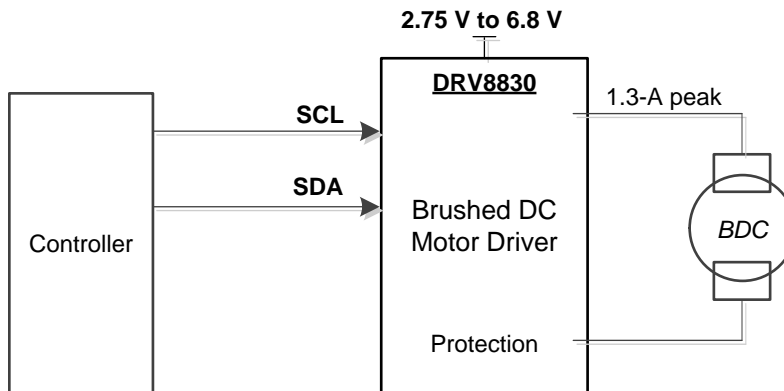 2.75 V to 6.8 V
DRV8830
1.3-A peak
SCL
SDA
Controller
Brushed DC
Motor Driver
BDC
Protection